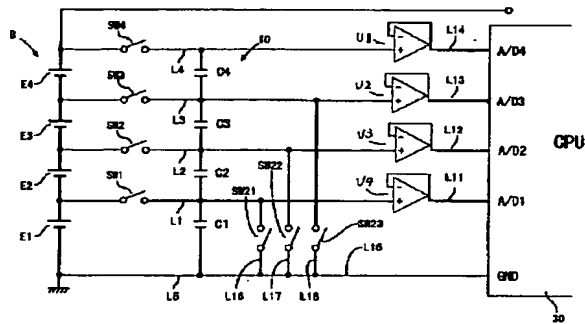 B
SW4
60
U1
L14
A/D4
L4
C4
E4
SW3
U2
L13
A/D3
L3
C3
E3
SW2
U3
L12
A/D2
CPU
L2
C2
E2
SW1
SW21
SW22
U4
L11
A/D1
L1
C1
SW23
E1
L15
L5
L16
L17
L18
GND
30